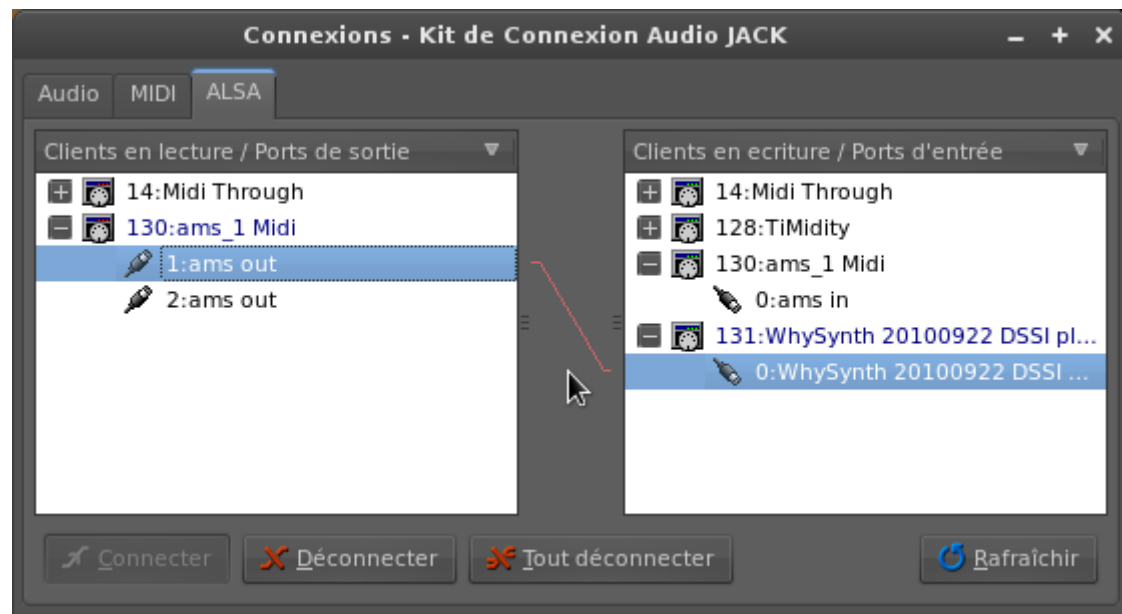 Connexions - Kit de Connexion Audio JACK
Audio MIDI ALSA
Clients en lecture / Ports de sortie
14:Midi Through
130:ams_1 Midi
1:ams out
2:ams out
Clients en ecriture / Ports d'entrée
14:Midi Through
128:TiMidity
130:ams_1 Midi
0:ams in
131:WhySynth 20100922 DSSI pl...
0:WhySynth 20100922 DSSI ...
Connecter Déconnecter Tout déconnecter Rafraîchir